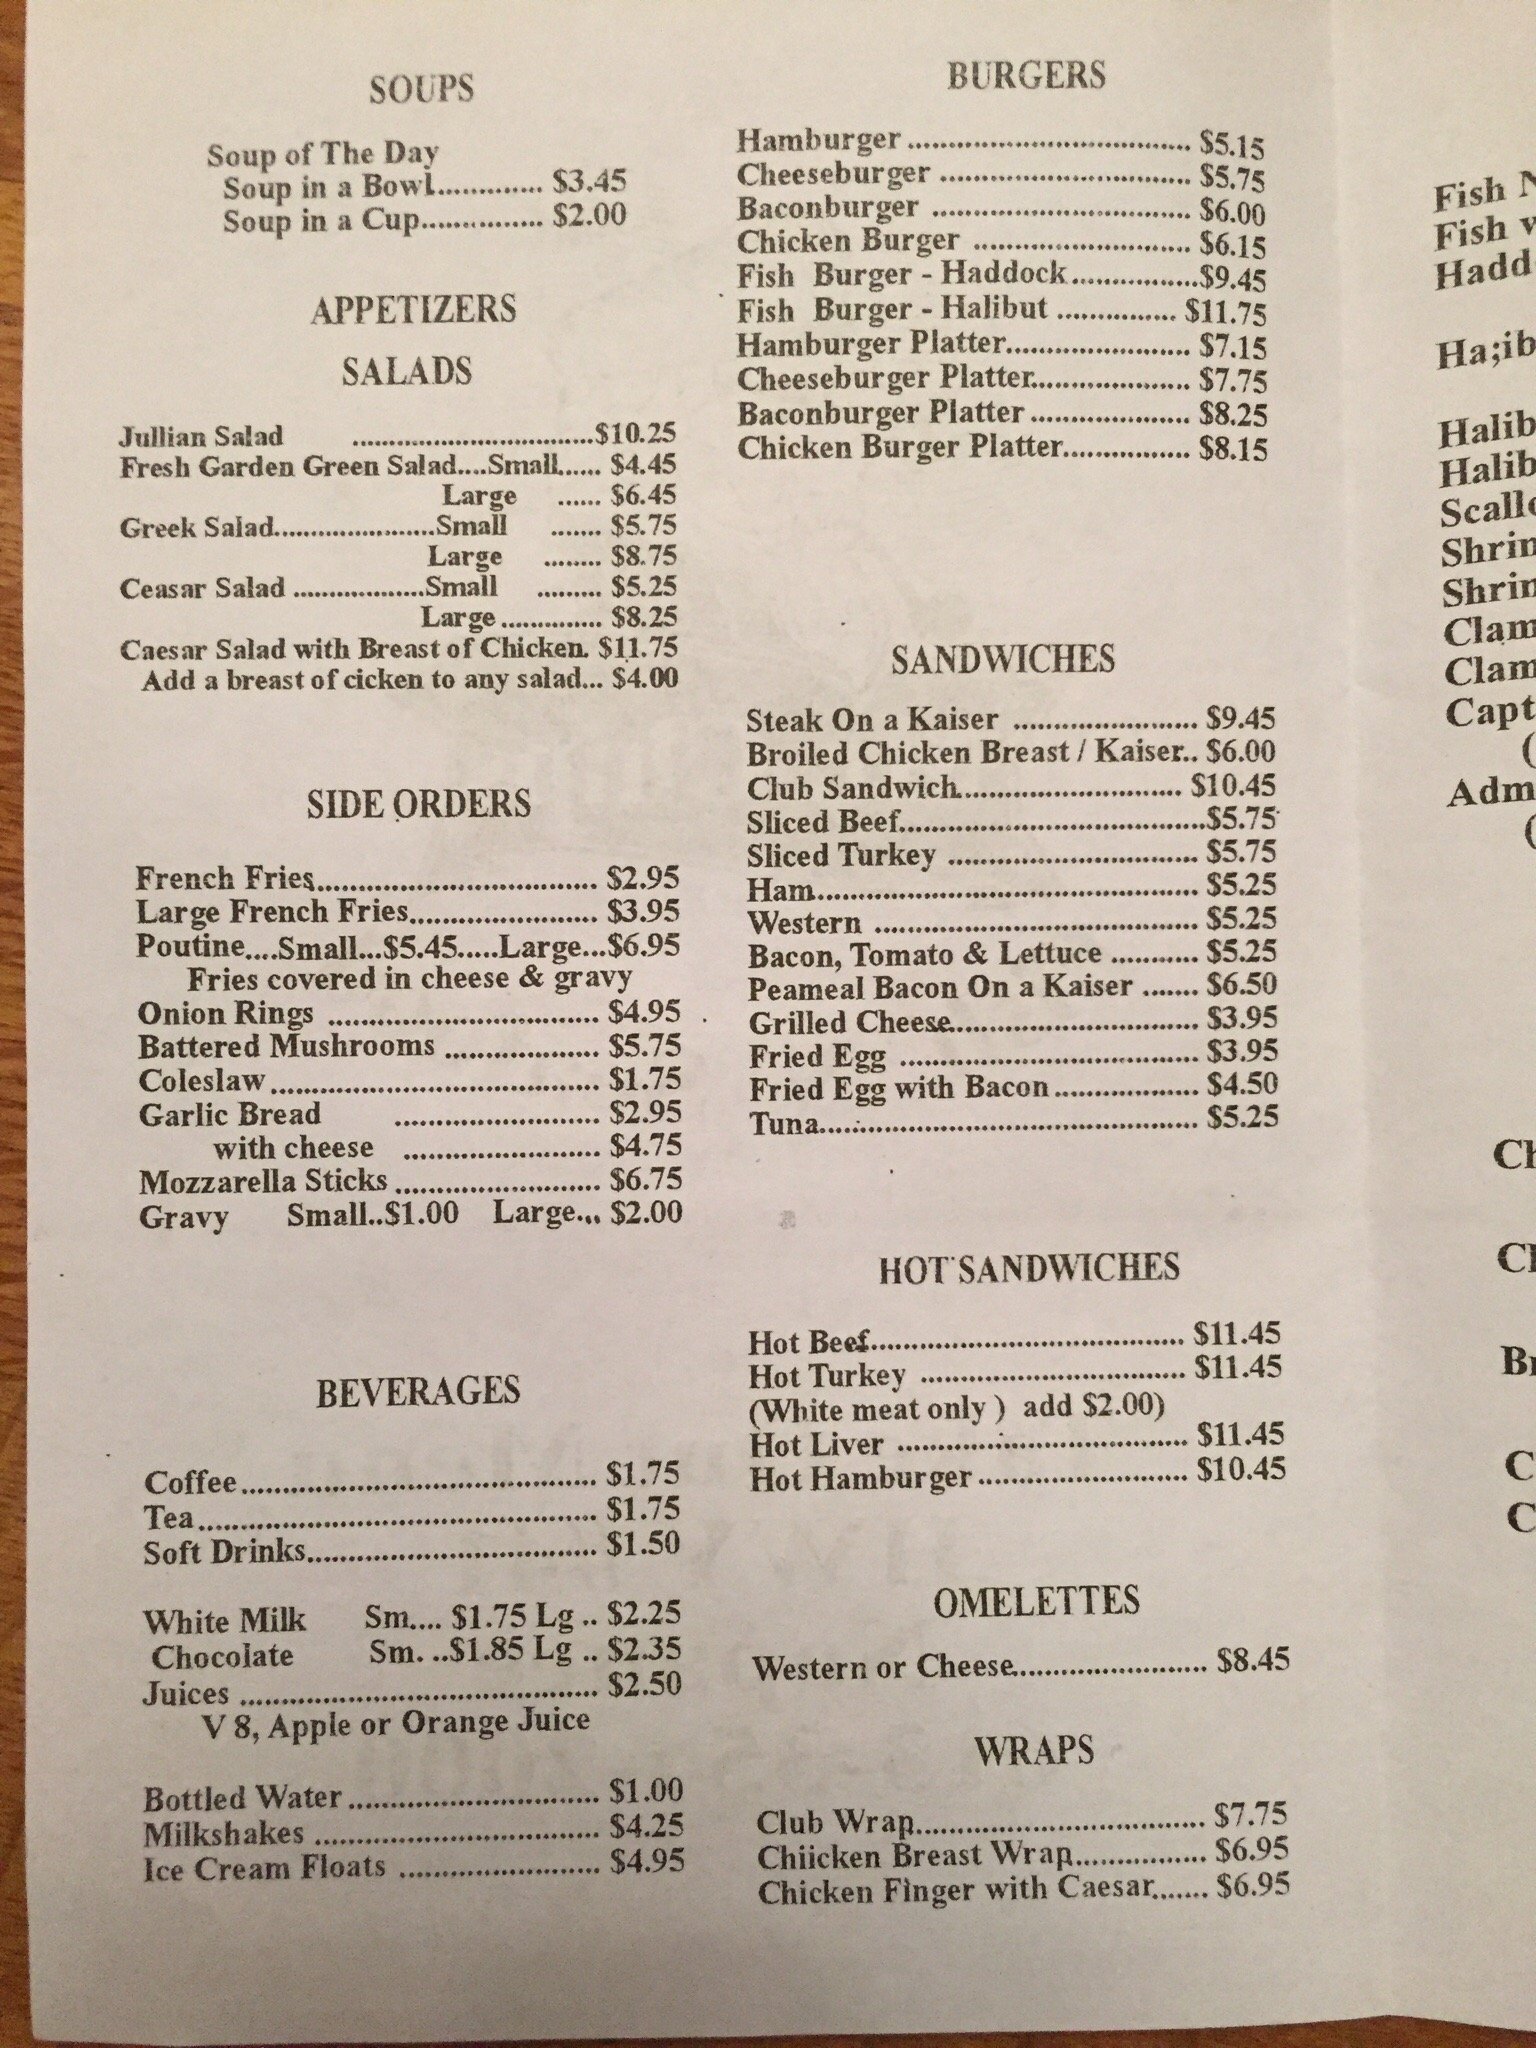 SOUPS
Soup of The Day
Soup in a Bowl.............. $3.45
Soup in a Cup................ $2.00
APPETIZERS
SALADS
Jullian Salad .................................$10.25
Fresh Garden Green Salad....Small...... $4.45
Large ...... $6.45
Greek Salad......................Small ....... $5.75
Large ........ $8.75
Ceasar Salad ..................Small ......... $5.25
Large .............. $8.25
Caesar Salad with Breast of Chicken. $11.75
Add a breast of cicken to any salad... $4.00
SIDE ORDERS
French Fries................................... $2.95
Large French Fries....................... $3.95
Poutine....Small...$5.45.....Large...$6.95
Fries covered in cheese & gravy
Onion Rings ................................. $4.95
Battered Mushrooms ................... $5.75
Coleslaw ........................................ $1.75
Garlic Bread ......................... $2.95
with cheese ........................ $4.75
Mozzarella Sticks ......................... $6.75
Gravy Small..$1.00 Large... $2.00
BEVERAGES
Coffee ........................................... $1.75
Tea ................................................ $1.75
Soft Drinks................................... $1.50
White Milk Sm.... $1.75 Lg .. $2.25
Chocolate Sm. ..$1.85 Lg .. $2.35
Juices ............................................ $2.50
V 8, Apple or Orange Juice
Bottled Water ............................... $1.00
Milkshakes ................................... $4.25
Ice Cream Floats ......................... $4.95
BURGERS
Hamburger ................................... $5.15
Cheeseburger ............................... $5.75
Baconburger ................................ $6.00
Chicken Burger ........................... $6.15
Fish Burger - Haddock ................$9.45
Fish Burger - Halibut ............... $11.75
Hamburger Platter....................... $7.15
Cheeseburger Platter.................... $7.75
Baconburger Platter .................... $8.25
Chicken Burger Platter................ $8.15
SANDWICHES
Steak On a Kaiser ....................... $9.45
Broiled Chicken Breast / Kaiser.. $6.00
Club Sandwich............................ $10.45
Sliced Beef......................................$5.75
Sliced Turkey ............................... $5.75
Ham............................................... $5.25
Western ........................................ $5.25
Bacon, Tomato & Lettuce ........... $5.25
Peameal Bacon On a Kaiser ....... $6.50
Grilled Cheese............................... $3.95
Fried Egg ..................................... $3.95
Fried Egg with Bacon .................. $4.50
Tuna............................................... $5.25
HOT SANDWICHES
Hot Beef....................................... $11.45
Hot Turkey ................................. $11.45
(White meat only ) add $2.00)
Hot Liver .................................... $11.45
Hot Hamburger .......................... $10.45
OMELETTES
Western or Cheese........................ $8.45
WRAPS
Club Wrap.................................... $7.75
Chiicken Breast Wrap................ $6.95
Chicken Finger with Caesar....... $6.95
Fish
Fish